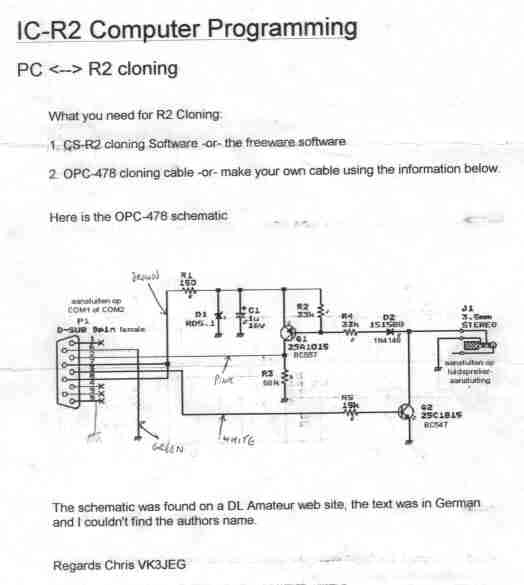 IC-R2 Computer Programming
PC <--> R2 cloning
What you need for R2 Cloning:
1. CS-R2 cloning Software -or- the freeware software
2. OPC-478 cloning cable -or- make your own cable using the information below.
Here is the OPC-478 schematic
aansluiten op
COM1 of COM2
P1
D-SUB 9pin female
GROUND
R1
150
D1
RD5.1
C1
1u
16V
R2
33k
Q1
2SA1015
BC557
R4
33k
D2
1S1588
1N4148
J1
3.5mm
STEREO
aansluiten op
luidspreker-
aansluiting
PINK
R3
R5
Q2
2SC1815
BC547
GREEN
WHITE
The schematic was found on a DL Amateur web site, the text was in German
and I couldn't find the authors name.
Regards Chris VK3JEG